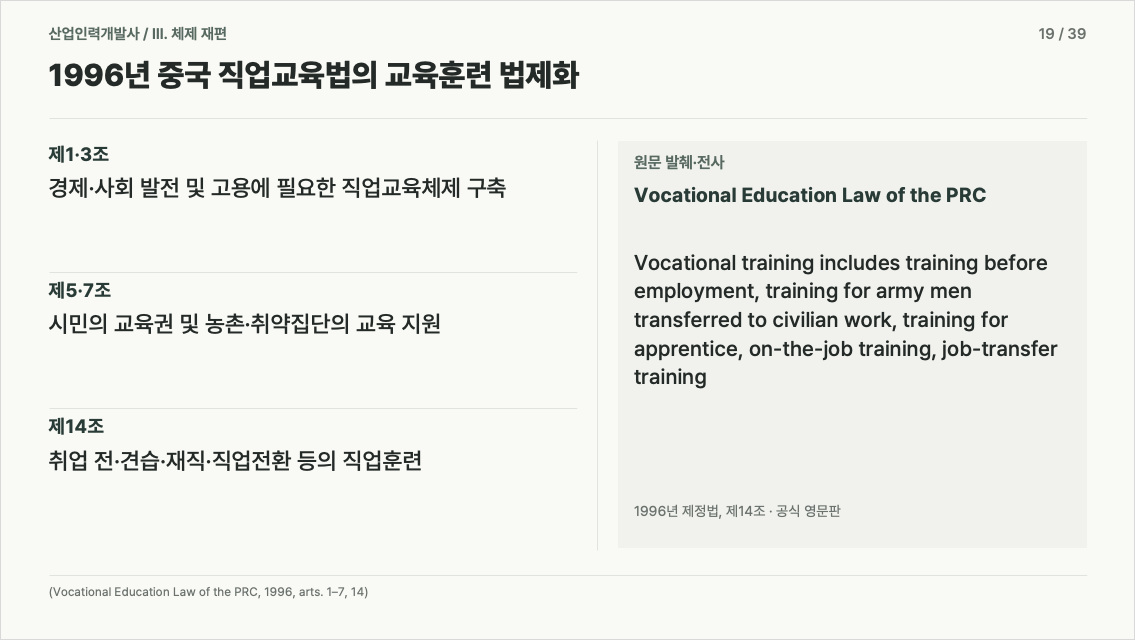 산업인력개발사 / III. 체제 재편
19 / 39
1996년 중국 직업교육법의 교육훈련 법제화
제1·3조
경제·사회 발전 및 고용에 필요한 직업교육체제 구축
제5·7조
시민의 교육권 및 농촌·취약집단의 교육 지원
제14조
취업 전·견습·재직·직업전환 등의 직업훈련
원문 발췌·전사
Vocational Education Law of the PRC
Vocational training includes training before
employment, training for army men
transferred to civilian work, training for
apprentice, on-the-job training, job-transfer
training
1996년 제정법, 제14조 · 공식 영문판
(Vocational Education Law of the PRC, 1996, arts. 1–7, 14)